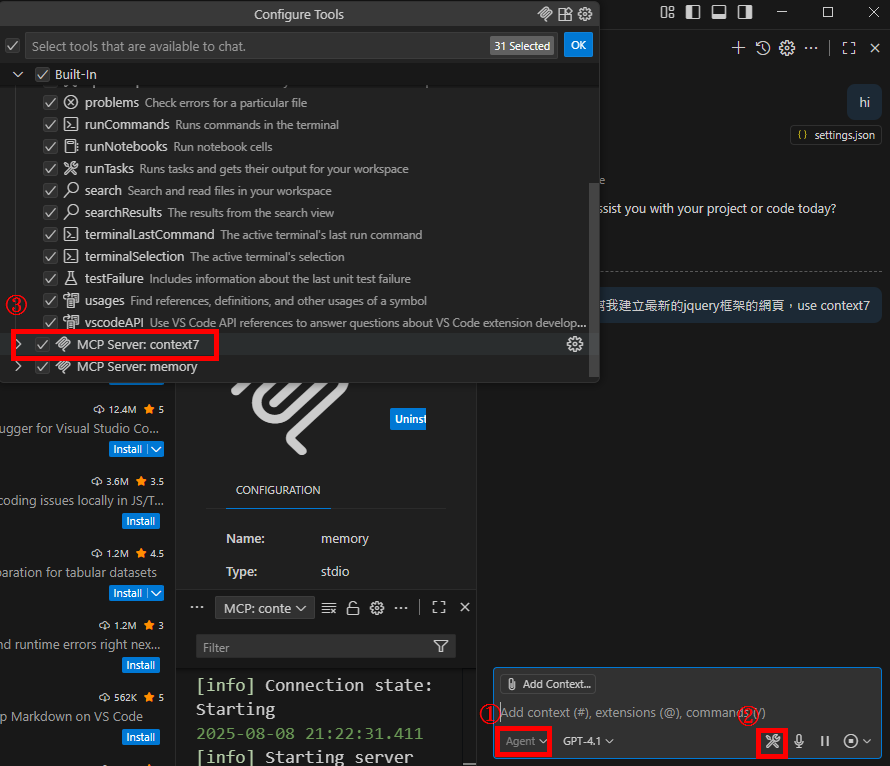 Configure Tools
Select tools that are available to chat.
31 Selected
OK
Built-In
problems Check errors for a particular file
runCommands Runs commands in the terminal
runNotebooks Run notebook cells
runTasks Runs tasks and gets their output for your workspace
search Search and read files in your workspace
searchResults The results from the search view
terminalLastCommand The active terminal's last run command
terminalSelection The active terminal's selection
testFailure Includes information about the last unit test failure
usages Find references, definitions, and other usages of a symbol
③
vscodeAPI Use VS Code API references to answer questions about VS Code extension develop...
MCP Server: context7
MCP Server: memory
hi
settings.json
ssist you with your project or code today?
幫我建立最新的jquery框架的網頁，use context7
12.4M 5
ugger for Visual Studio Co...
Install
3.6M 3.5
coding issues locally in JS/T...
Install
1.2M 4.5
paration for tabular datasets
Install
1.2M 3
nd runtime errors right nex...
Install
562K 5
p Markdown on VS Code
Install
Uninst
CONFIGURATION
Name: memory
Type: stdio
MCP: conte
Filter
[info] Connection state:
Starting
2025-08-08 21:22:31.411
[info] Starting server
Add Context...
①
Add context (#), extensions (@), commands (/)
②
Agent
GPT-4.1